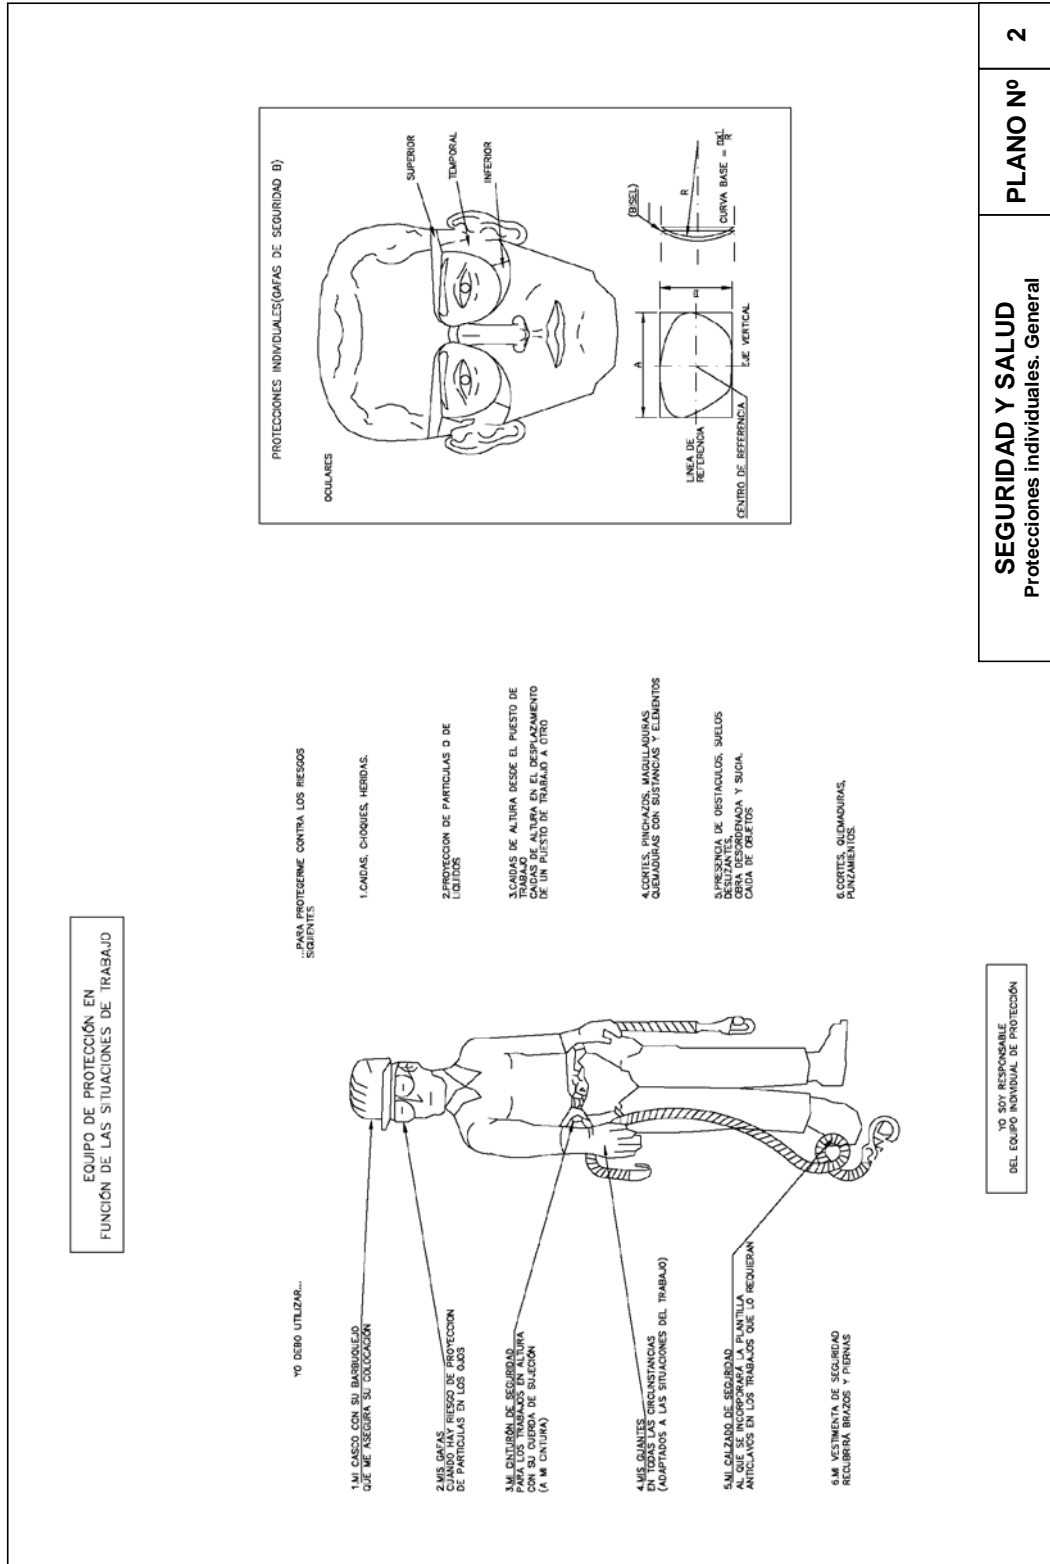 EQUIPO DE PROTECCIÓN EN
FUNCIÓN DE LAS SITUACIONES DE TRABAJO
YO DEBO UTILIZAR...
1.MI CASCO CON SU BARBUQUEJO
QUE ME ASEGURA SU COLOCACIÓN
2.MIS GAFAS
CUANDO HAY RIESGO DE PROYECCION
DE PARTICULAS EN LOS OJOS
3.MI CINTURÓN DE SEGURIDAD
PARA LOS TRABAJOS EN ALTURA
CON SU CUERDA DE SUJECIÓN
(A MI CINTURA)
4.MIS GUANTES
EN TODAS LAS CIRCUNSTANCIAS
(ADAPTADOS A LAS SITUACIONES DEL TRABAJO)
5.MI CALZADO DE SEGURIDAD
AL QUE SE INCORPORARÁ LA PLANTILLA
ANTICLAVOS EN LOS TRABAJOS QUE LO REQUIERAN
6.MI VESTIMENTA DE SEGURIDAD
RECUBRIRÁ BRAZOS Y PIERNAS
...PARA PROTEGERME CONTRA LOS RIESGOS
SIGUIENTES
1.CAIDAS, CHOQUES, HERIDAS.
2.PROYECCION DE PARTICULAS O DE
LIQUIDOS
3.CAIDAS DE ALTURA DESDE EL PUESTO DE
TRABAJO
CAIDAS DE ALTURA EN EL DESPLAZAMIENTO
DE UN PUESTO DE TRABAJO A OTRO
4.CORTES, PINCHAZOS, MAGULLADURAS
QUEMADURAS CON SUSTANCIAS Y ELEMENTOS
5.PRESENCIA DE OBSTACULOS, SUELOS
DESLIZANTES,
OBRA DESORDENADA Y SUCIA.
CAIDA DE OBJETOS
6.CORTES, QUEMADURAS,
PUNZAMIENTOS.
YO SOY RESPONSABLE
DEL EQUIPO INDIVIDUAL DE PROTECCIÓN
PROTECCIONES INDIVIDUALES(GAFAS DE SEGURIDAD B)
OCULARES
SUPERIOR
TEMPORAL
INFERIOR
LINEA DE
REFERENCIA
CENTRO DE REFERENCIA
A
EJE VERTICAL
(BISEL)
R
CURVA BASE =
R
SEGURIDAD Y SALUD
Protecciones individuales. General
PLANO Nº
2